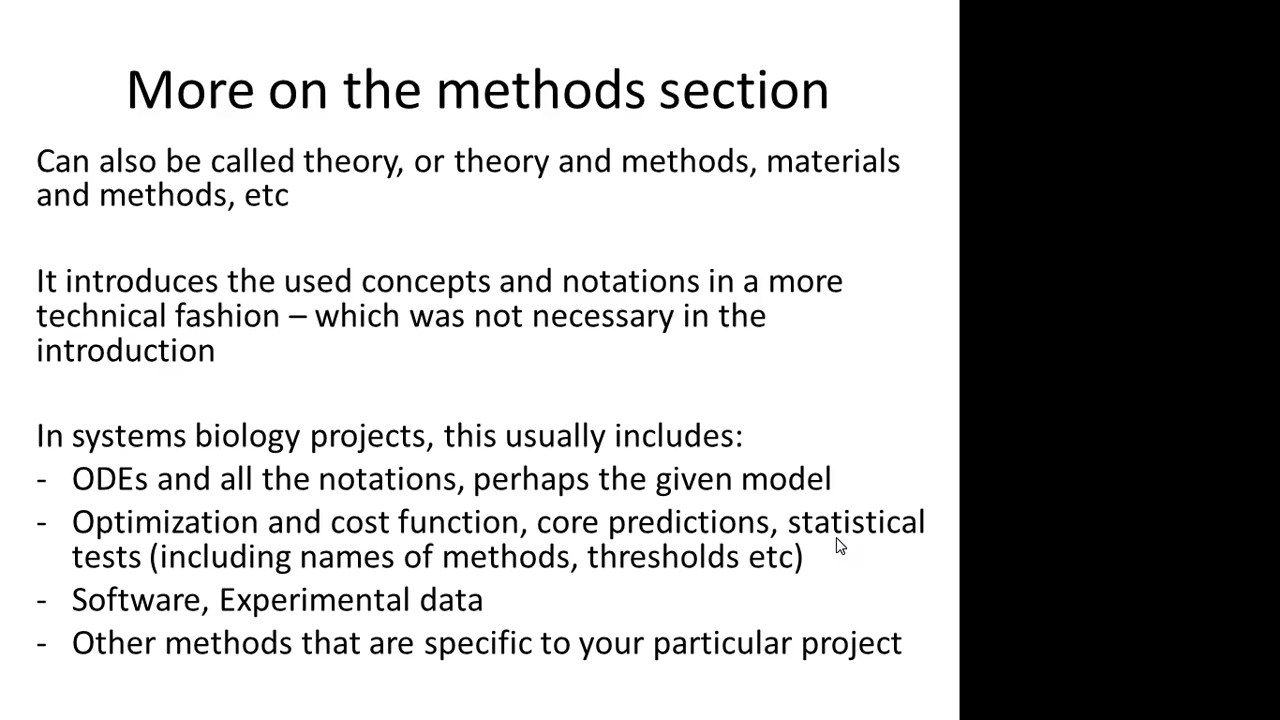 More on the methods section
Can also be called theory, or theory and methods, materials
and methods, etc
It introduces the used concepts and notations in a more
technical fashion – which was not necessary in the
introduction
In systems biology projects, this usually includes:
- ODEs and all the notations, perhaps the given model
- Optimization and cost function, core predictions, statistical
tests (including names of methods, thresholds etc)
- Software, Experimental data
- Other methods that are specific to your particular project